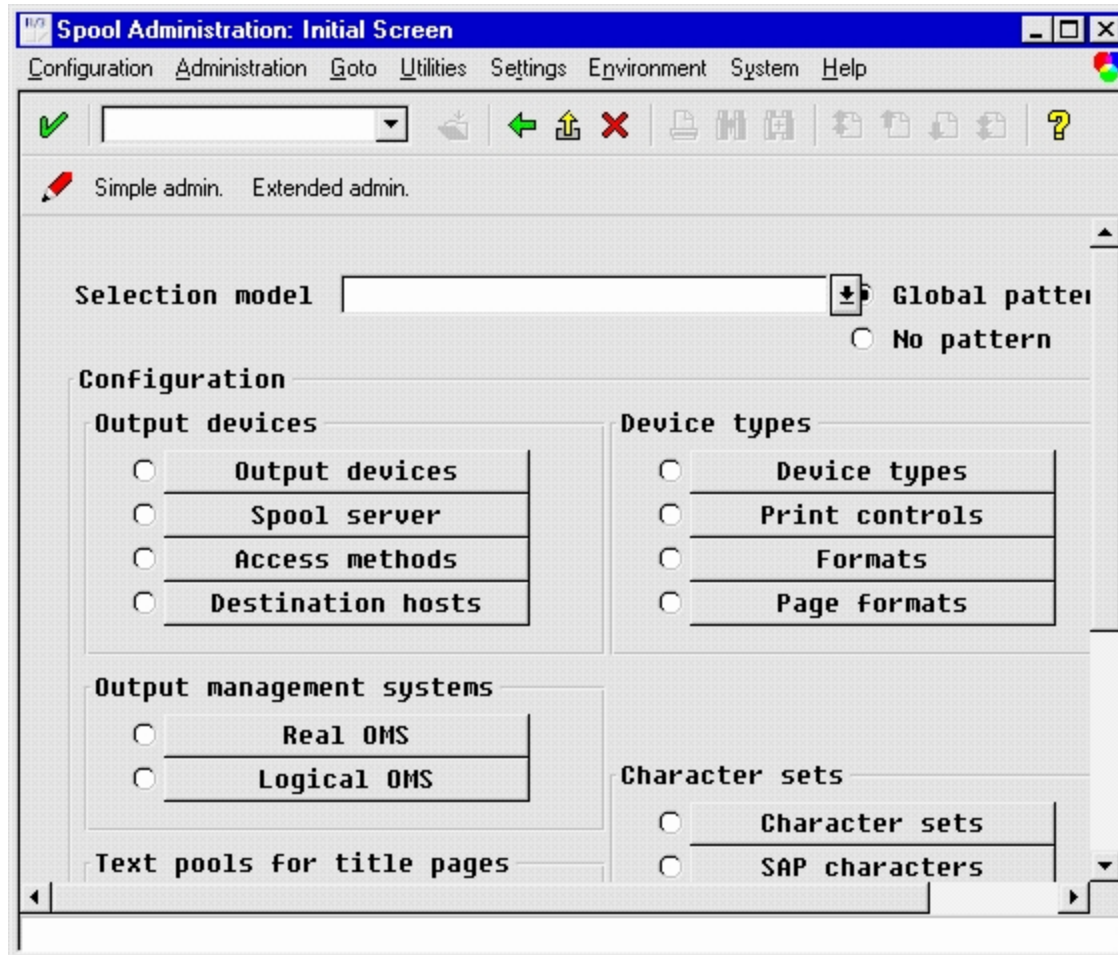 R/3 Spool Administration: Initial Screen
Configuration Administration Goto Utilities Settings Environment System Help
Simple admin. Extended admin.
Selection model
Global patter
No pattern
Configuration
Output devices
Output devices
Spool server
Access methods
Destination hosts
Device types
Device types
Print controls
Formats
Page formats
Output management systems
Real OMS
Logical OMS
Character sets
Character sets
SAP characters
Text pools for title pages